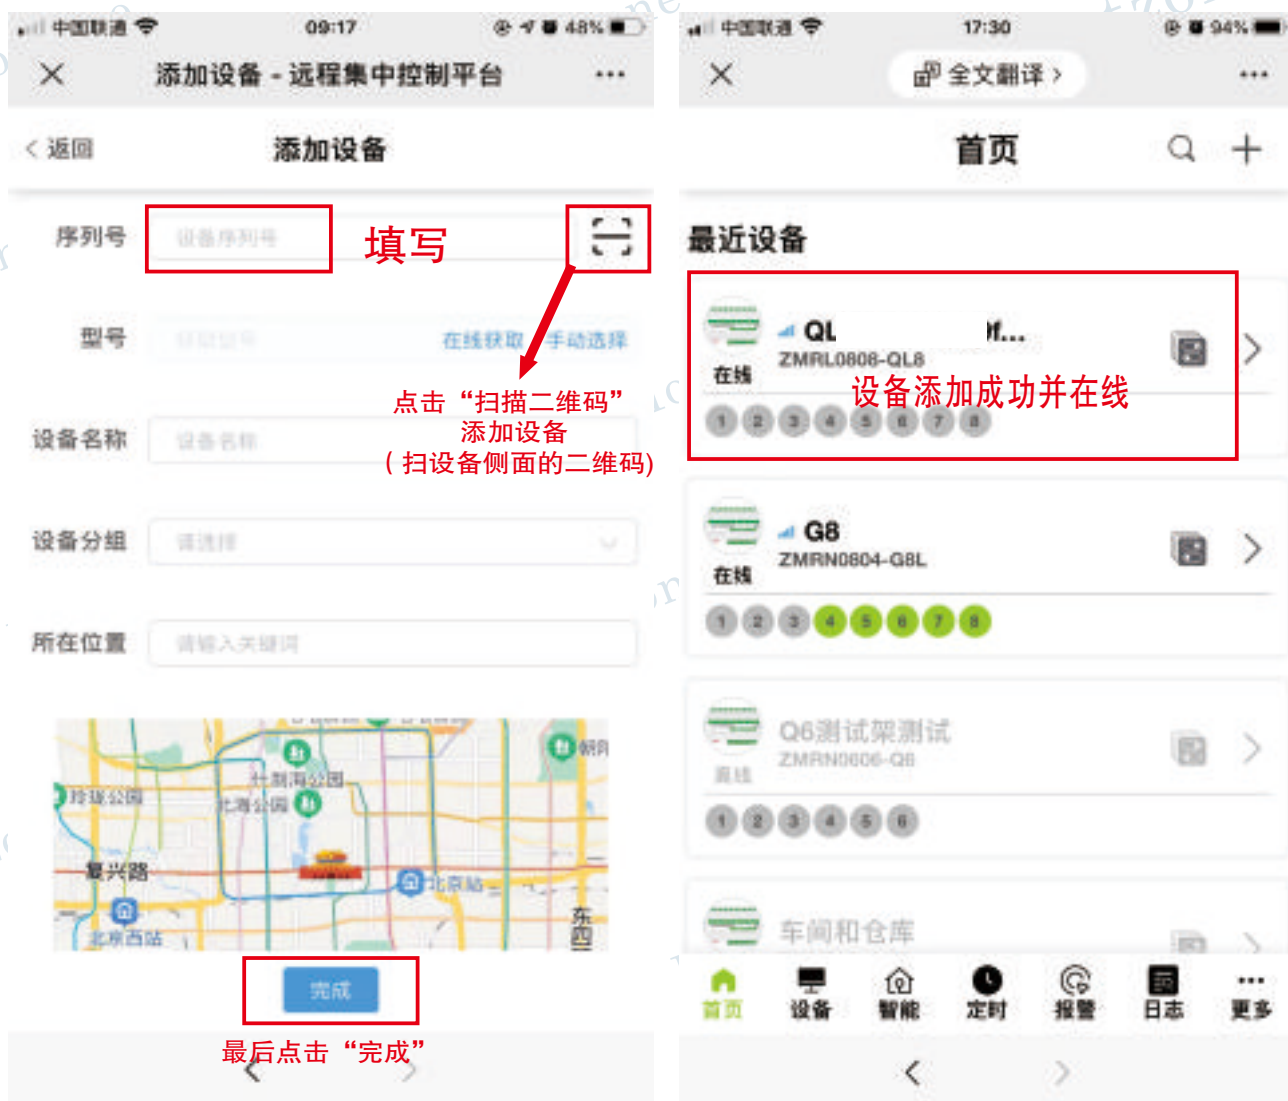 中国联通
09:17
48%
添加设备 - 远程集中控制平台
返回
添加设备
序列号
设备序列号
填写
型号
获取型号
在线获取
手动选择
点击“扫描二维码”
添加设备
(扫设备侧面的二维码)
设备名称
设备名称
设备分组
请选择
所在位置
请输入关键词
什刹海公园
北海公园
玲珑公园
朝阳
复兴路
北京站
北京西站
东四
完成
最后点击“完成”
中国联通
17:30
94%
全文翻译
首页
最近设备
QL
f...
ZMRL0808-QL8
在线
设备添加成功并在线
1 2 3 4 5 6 7 8
G8
ZMRN0804-G8L
在线
1 2 3 4 5 6 7 8
Q6测试架测试
ZMRN0606-Q6
离线
1 2 3 4 5 6
车间和仓库
首页 设备 智能 定时 报警 日志 更多